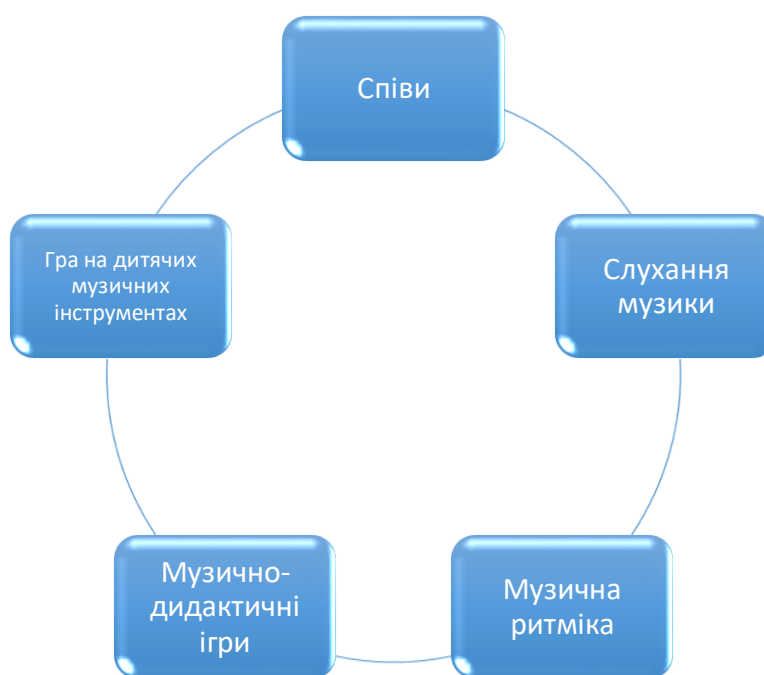 Співи
Слухання
музики
Музична
ритміка
Музично-
дидактичні
ігри
Гра на дитячих
музичних
інструментах